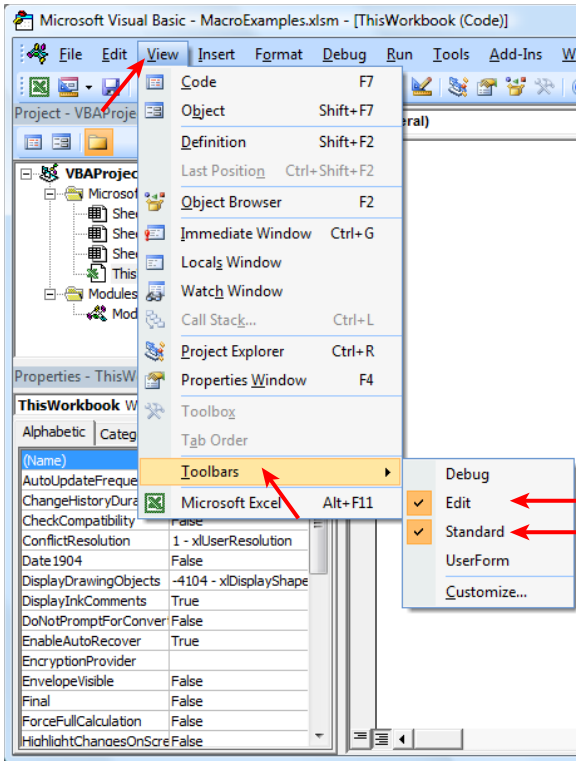 Microsoft Visual Basic - MacroExamples.xlsm - [ThisWorkbook (Code)]
File Edit View Insert Format Debug Run Tools Add-Ins W
Project - VBAProje
eral)
VBAProjec
Microsof
Shee
Shee
Shee
This
Modules
Mod
Code F7
Object Shift+F7
Definition Shift+F2
Last Position Ctrl+Shift+F2
Object Browser F2
Immediate Window Ctrl+G
Locals Window
Watch Window
Call Stack... Ctrl+L
Project Explorer Ctrl+R
Properties Window F4
Toolbox
Tab Order
Toolbars
Microsoft Excel Alt+F11
Debug
Edit
Standard
UserForm
Customize...
Properties - ThisW
ThisWorkbook W
Alphabetic Categ
(Name)
AutoUpdateFreque
ChangeHistoryDura
CheckCompatibility False
ConflictResolution 1 - xlUserResolution
Date1904 False
DisplayDrawingObjects -4104 - xlDisplayShape
DisplayInkComments True
DoNotPromptForConver False
EnableAutoRecover True
EncryptionProvider
EnvelopeVisible False
Final False
ForceFullCalculation False
HighlightChangesOnScre False